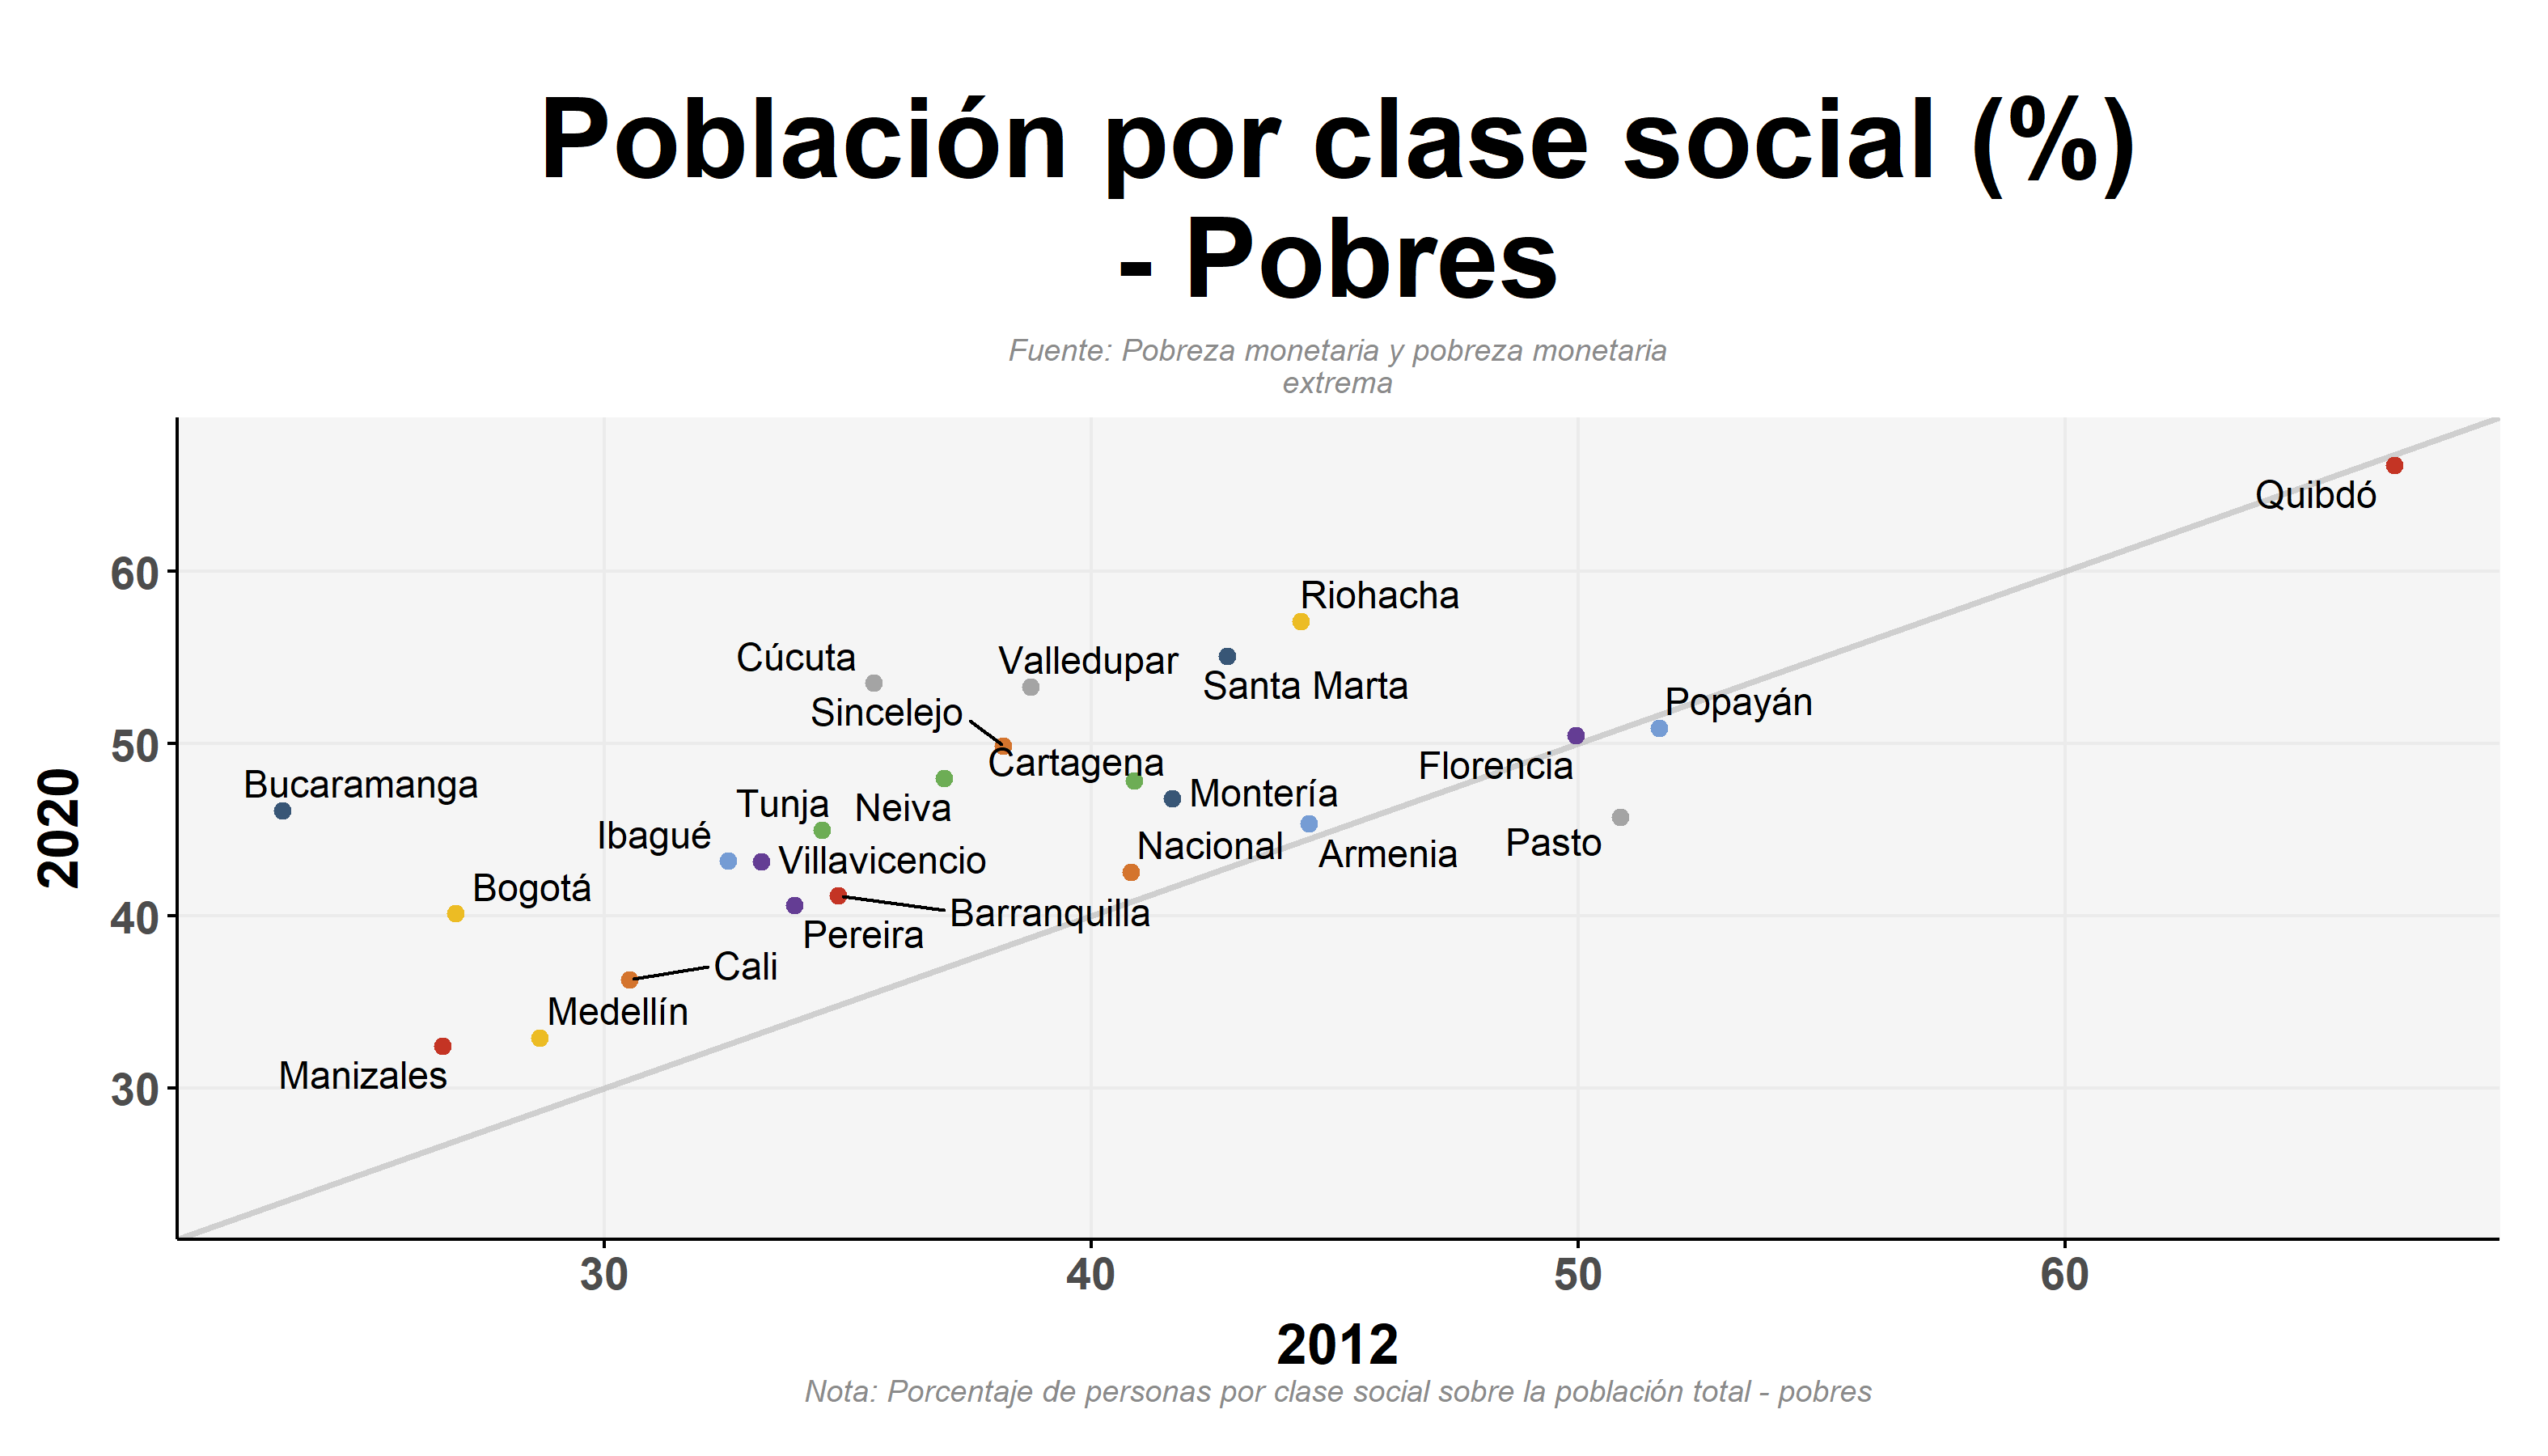 Población por clase social (%)
- Pobres
Fuente: Pobreza monetaria y pobreza monetaria
extrema
2020
60
50
40
30
Quibdó
Riohacha
Cúcuta
Valledupar
Santa Marta
Sincelejo
Popayán
Cartagena
Florencia
Bucaramanga
Montería
Tunja
Neiva
Ibagué
Nacional
Armenia
Pasto
Villavicencio
Bogotá
Barranquilla
Pereira
Cali
Medellín
Manizales
30
40
50
60
2012
Nota: Porcentaje de personas por clase social sobre la población total - pobres